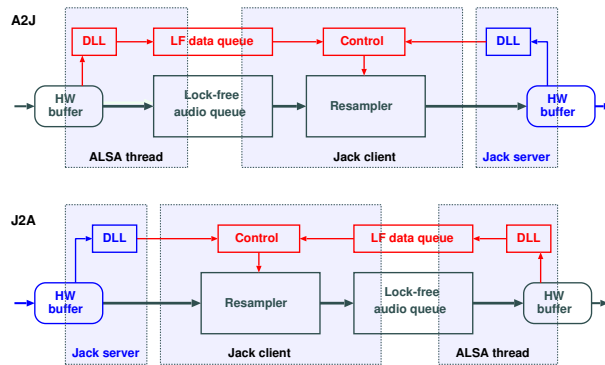 A2J
DLL
LF data queue
Control
DLL
HW
buffer
Lock-free
audio queue
Resampler
HW
buffer
ALSA thread
Jack client
Jack server
J2A
DLL
Control
LF data queue
DLL
HW
buffer
Resampler
Lock-free
audio queue
HW
buffer
Jack server
Jack client
ALSA thread